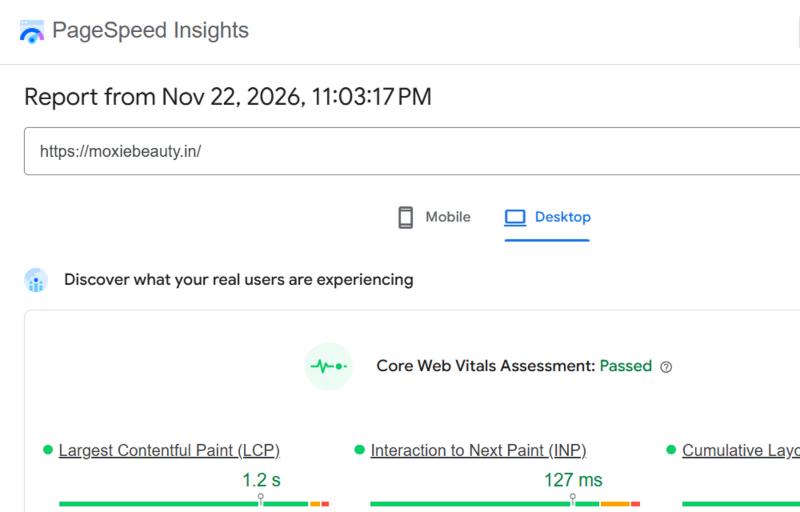 PageSpeed Insights
Report from Nov 22, 2026, 11:03:17 PM
https://moxiebeauty.in/
Mobile Desktop
Discover what your real users are experiencing
Core Web Vitals Assessment: Passed
Largest Contentful Paint (LCP) Interaction to Next Paint (INP) Cumulative Layo
1.2 s 127 ms